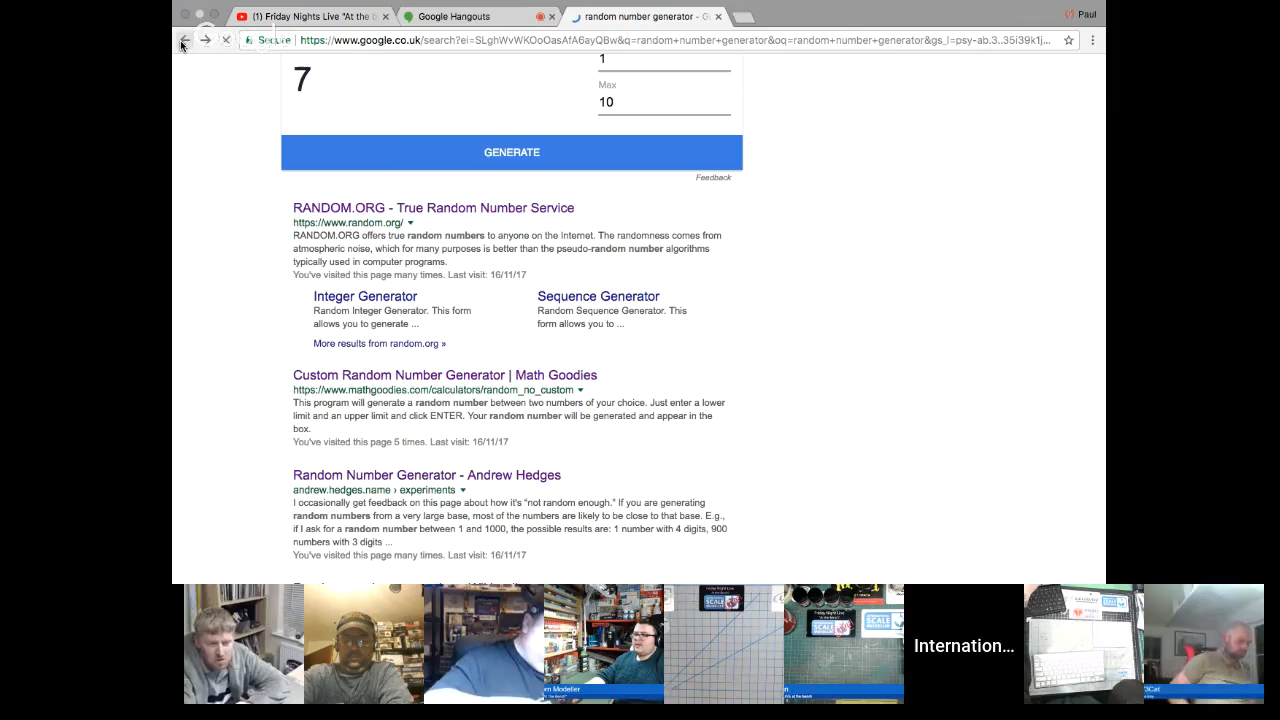 (1) Friday Nights Live "At the b
Google Hangouts
random number generator - G
Paul
Secure
https://www.google.co.uk/search?ei=SLghWvWKOoOasAfA6ayQBw&q=random+number+generator&oq=random+number+generator&gs_l=psy-ab.3...35i39k1j...
1
7
Max
10
GENERATE
Feedback
RANDOM.ORG - True Random Number Service
https://www.random.org/
RANDOM.ORG offers true random numbers to anyone on the Internet. The randomness comes from
atmospheric noise, which for many purposes is better than the pseudo-random number algorithms
typically used in computer programs.
You've visited this page many times. Last visit: 16/11/17
Integer Generator
Sequence Generator
Random Integer Generator. This form
Random Sequence Generator. This
allows you to generate ...
form allows you to ...
More results from random.org »
Custom Random Number Generator | Math Goodies
https://www.mathgoodies.com/calculators/random_no_custom
This program will generate a random number between two numbers of your choice. Just enter a lower
limit and an upper limit and click ENTER. Your random number will be generated and appear in the
box.
You've visited this page 5 times. Last visit: 16/11/17
Random Number Generator - Andrew Hedges
andrew.hedges.name › experiments
I occasionally get feedback on this page about how it's "not random enough." If you are generating
random numbers from a very large base, most of the numbers are likely to be close to that base. E.g.,
if I ask for a random number between 1 and 1000, the possible results are: 1 number with 4 digits, 900
numbers with 3 digits ...
You've visited this page many times. Last visit: 16/11/17
Friday Night Live
SCALE
Internation...
Modeller